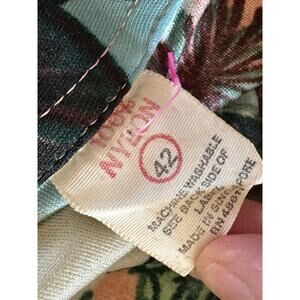 100%
NYLON
42
MACHINE WASHABLE
SEE BACK SIDE OF
LABEL
MADE IN SINGAPORE